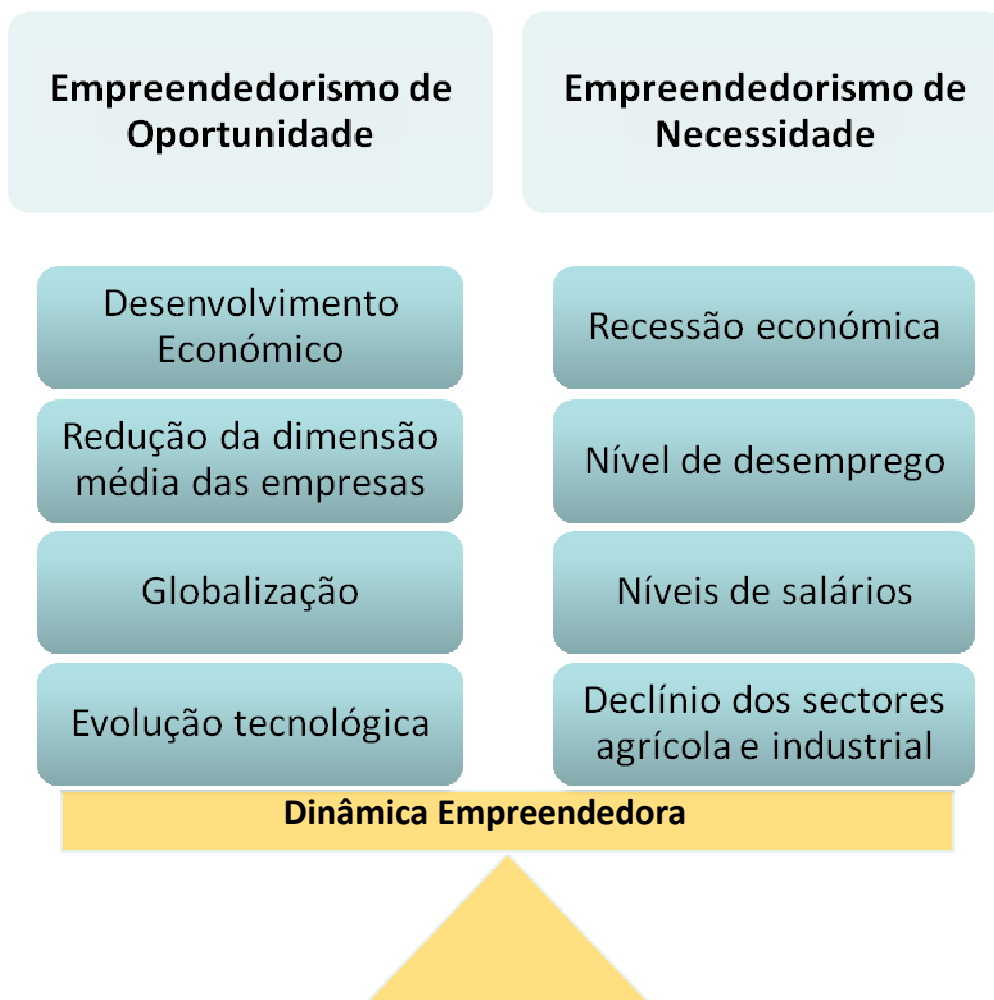 Empreendedorismo de
Oportunidade
Empreendedorismo de
Necessidade
Desenvolvimento
Económico
Redução da dimensão
média das empresas
Globalização
Evolução tecnológica
Recessão económica
Nível de desemprego
Níveis de salários
Declínio dos sectores
agrícola e industrial
Dinâmica Empreendedora